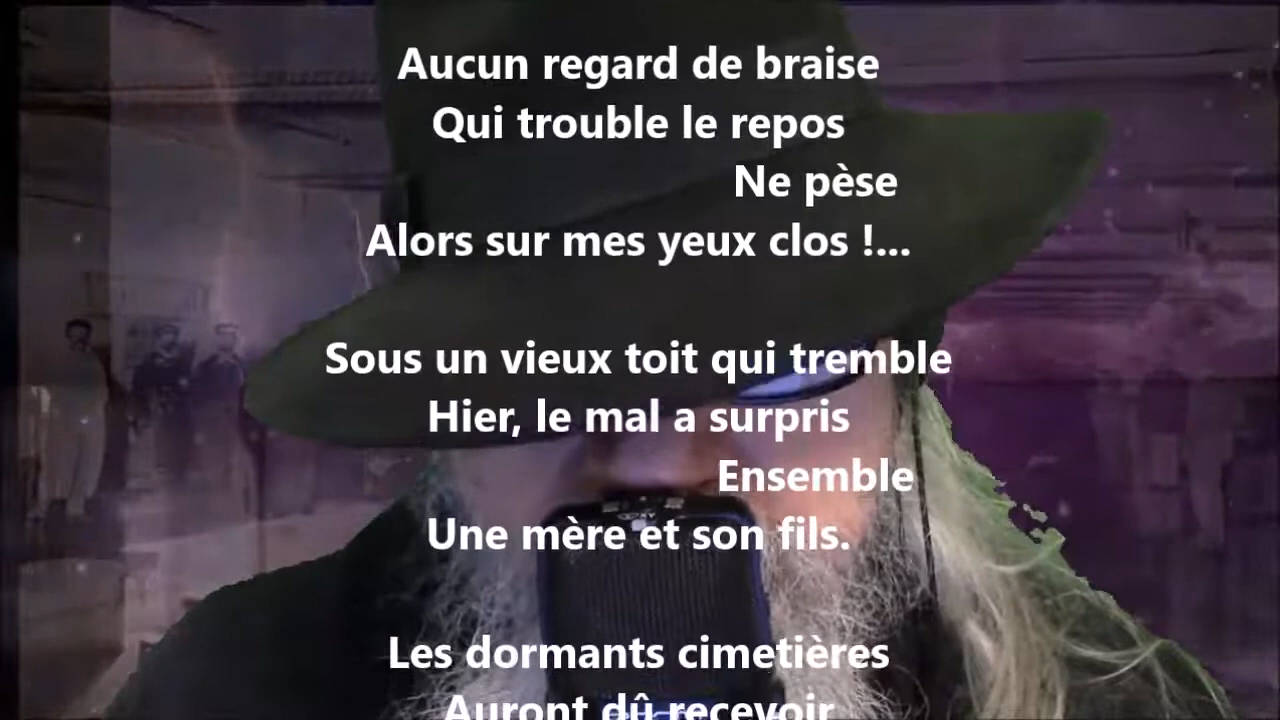 Aucun regard de braise
Qui trouble le repos
Ne pèse
Alors sur mes yeux clos !...
Sous un vieux toit qui tremble
Hier, le mal a surpris
Ensemble
Une mère et son fils.
Les dormants cimetières
Auront dû recevoir